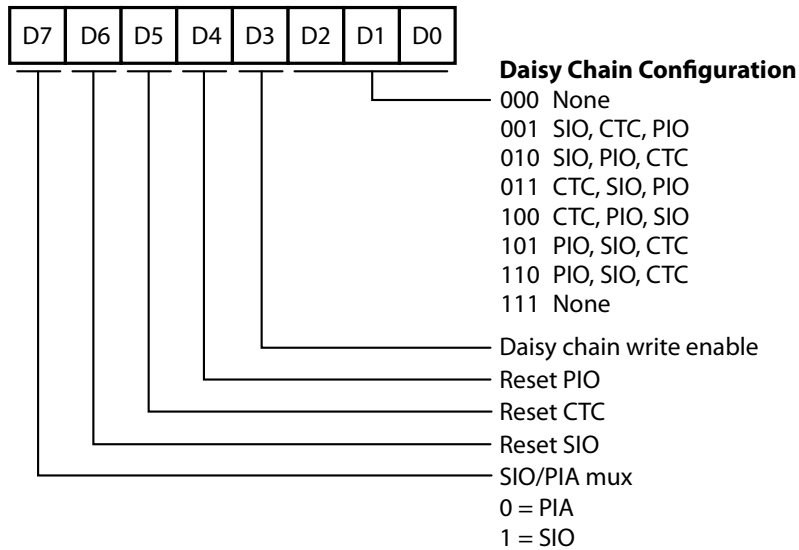 D7 D6 D5 D4 D3 D2 D1 D0
Daisy Chain Configuration
000 None
001 SIO, CTC, PIO
010 SIO, PIO, CTC
011 CTC, SIO, PIO
100 CTC, PIO, SIO
101 PIO, SIO, CTC
110 PIO, SIO, CTC
111 None
Daisy chain write enable
Reset PIO
Reset CTC
Reset SIO
SIO/PIA mux
0 = PIA
1 = SIO